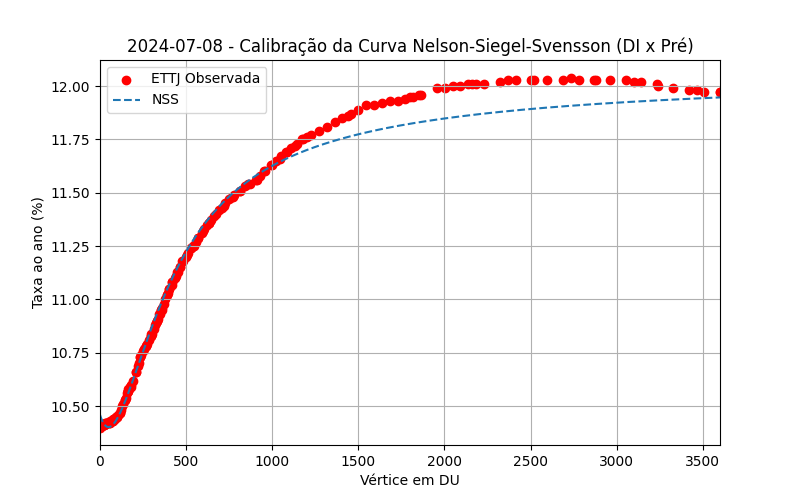 2024-07-08 - Calibração da Curva Nelson-Siegel-Svensson (DI x Pré)
ETTJ Observada
NSS
Taxa ao ano (%)
12.00
11.75
11.50
11.25
11.00
10.75
10.50
0 500 1000 1500 2000 2500 3000 3500
Vértice em DU